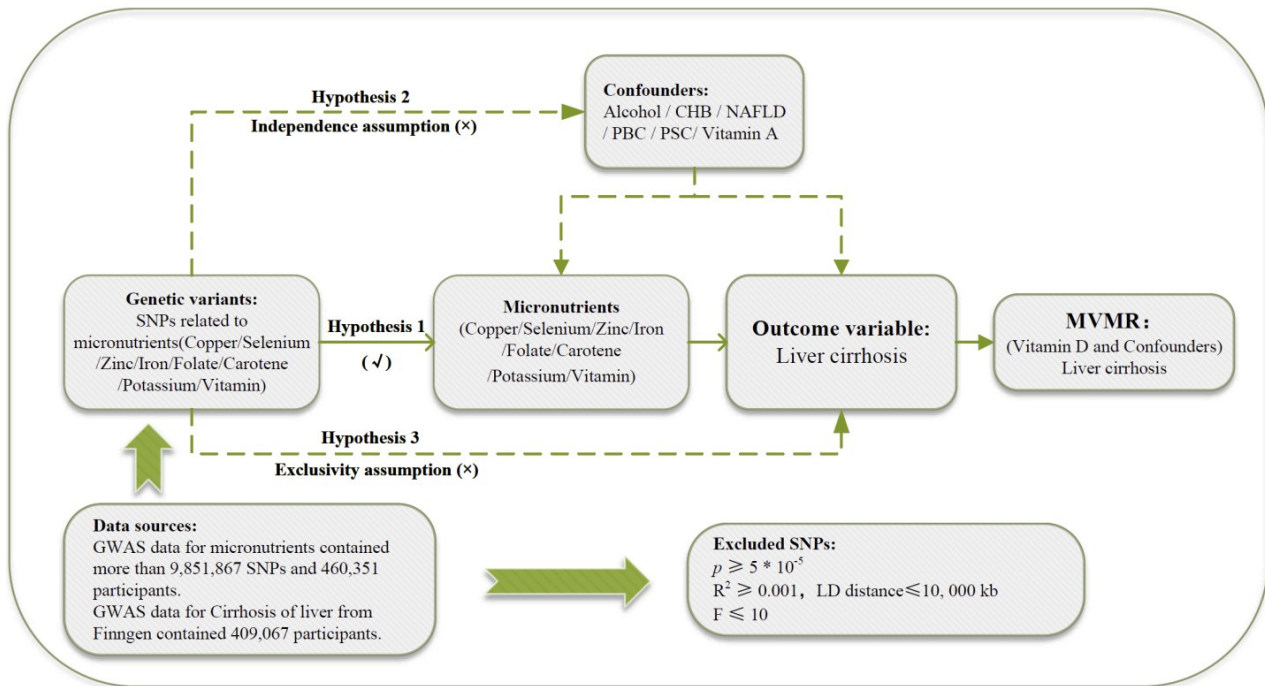 Hypothesis 2
Independence assumption (×)
Confounders:
Alcohol / CHB / NAFLD
/ PBC / PSC/ Vitamin A
Genetic variants:
SNPs related to
micronutrients(Copper/Selenium
/Zinc/Iron/Folate/Carotene
/Potassium/Vitamin)
Hypothesis 1
(√)
Micronutrients
(Copper/Selenium/Zinc/Iron
/Folate/Carotene
/Potassium/Vitamin)
Outcome variable:
Liver cirrhosis
MVMR：
(Vitamin D and Confounders)
Liver cirrhosis
Hypothesis 3
Exclusivity assumption (×)
Data sources:
GWAS data for micronutrients contained
more than 9,851,867 SNPs and 460,351
participants.
GWAS data for Cirrhosis of liver from
Finngen contained 409,067 participants.
Excluded SNPs:
p ≥ 5 * 10⁻⁵
R² ≥ 0.001，LD distance≤10, 000 kb
F ≤ 10